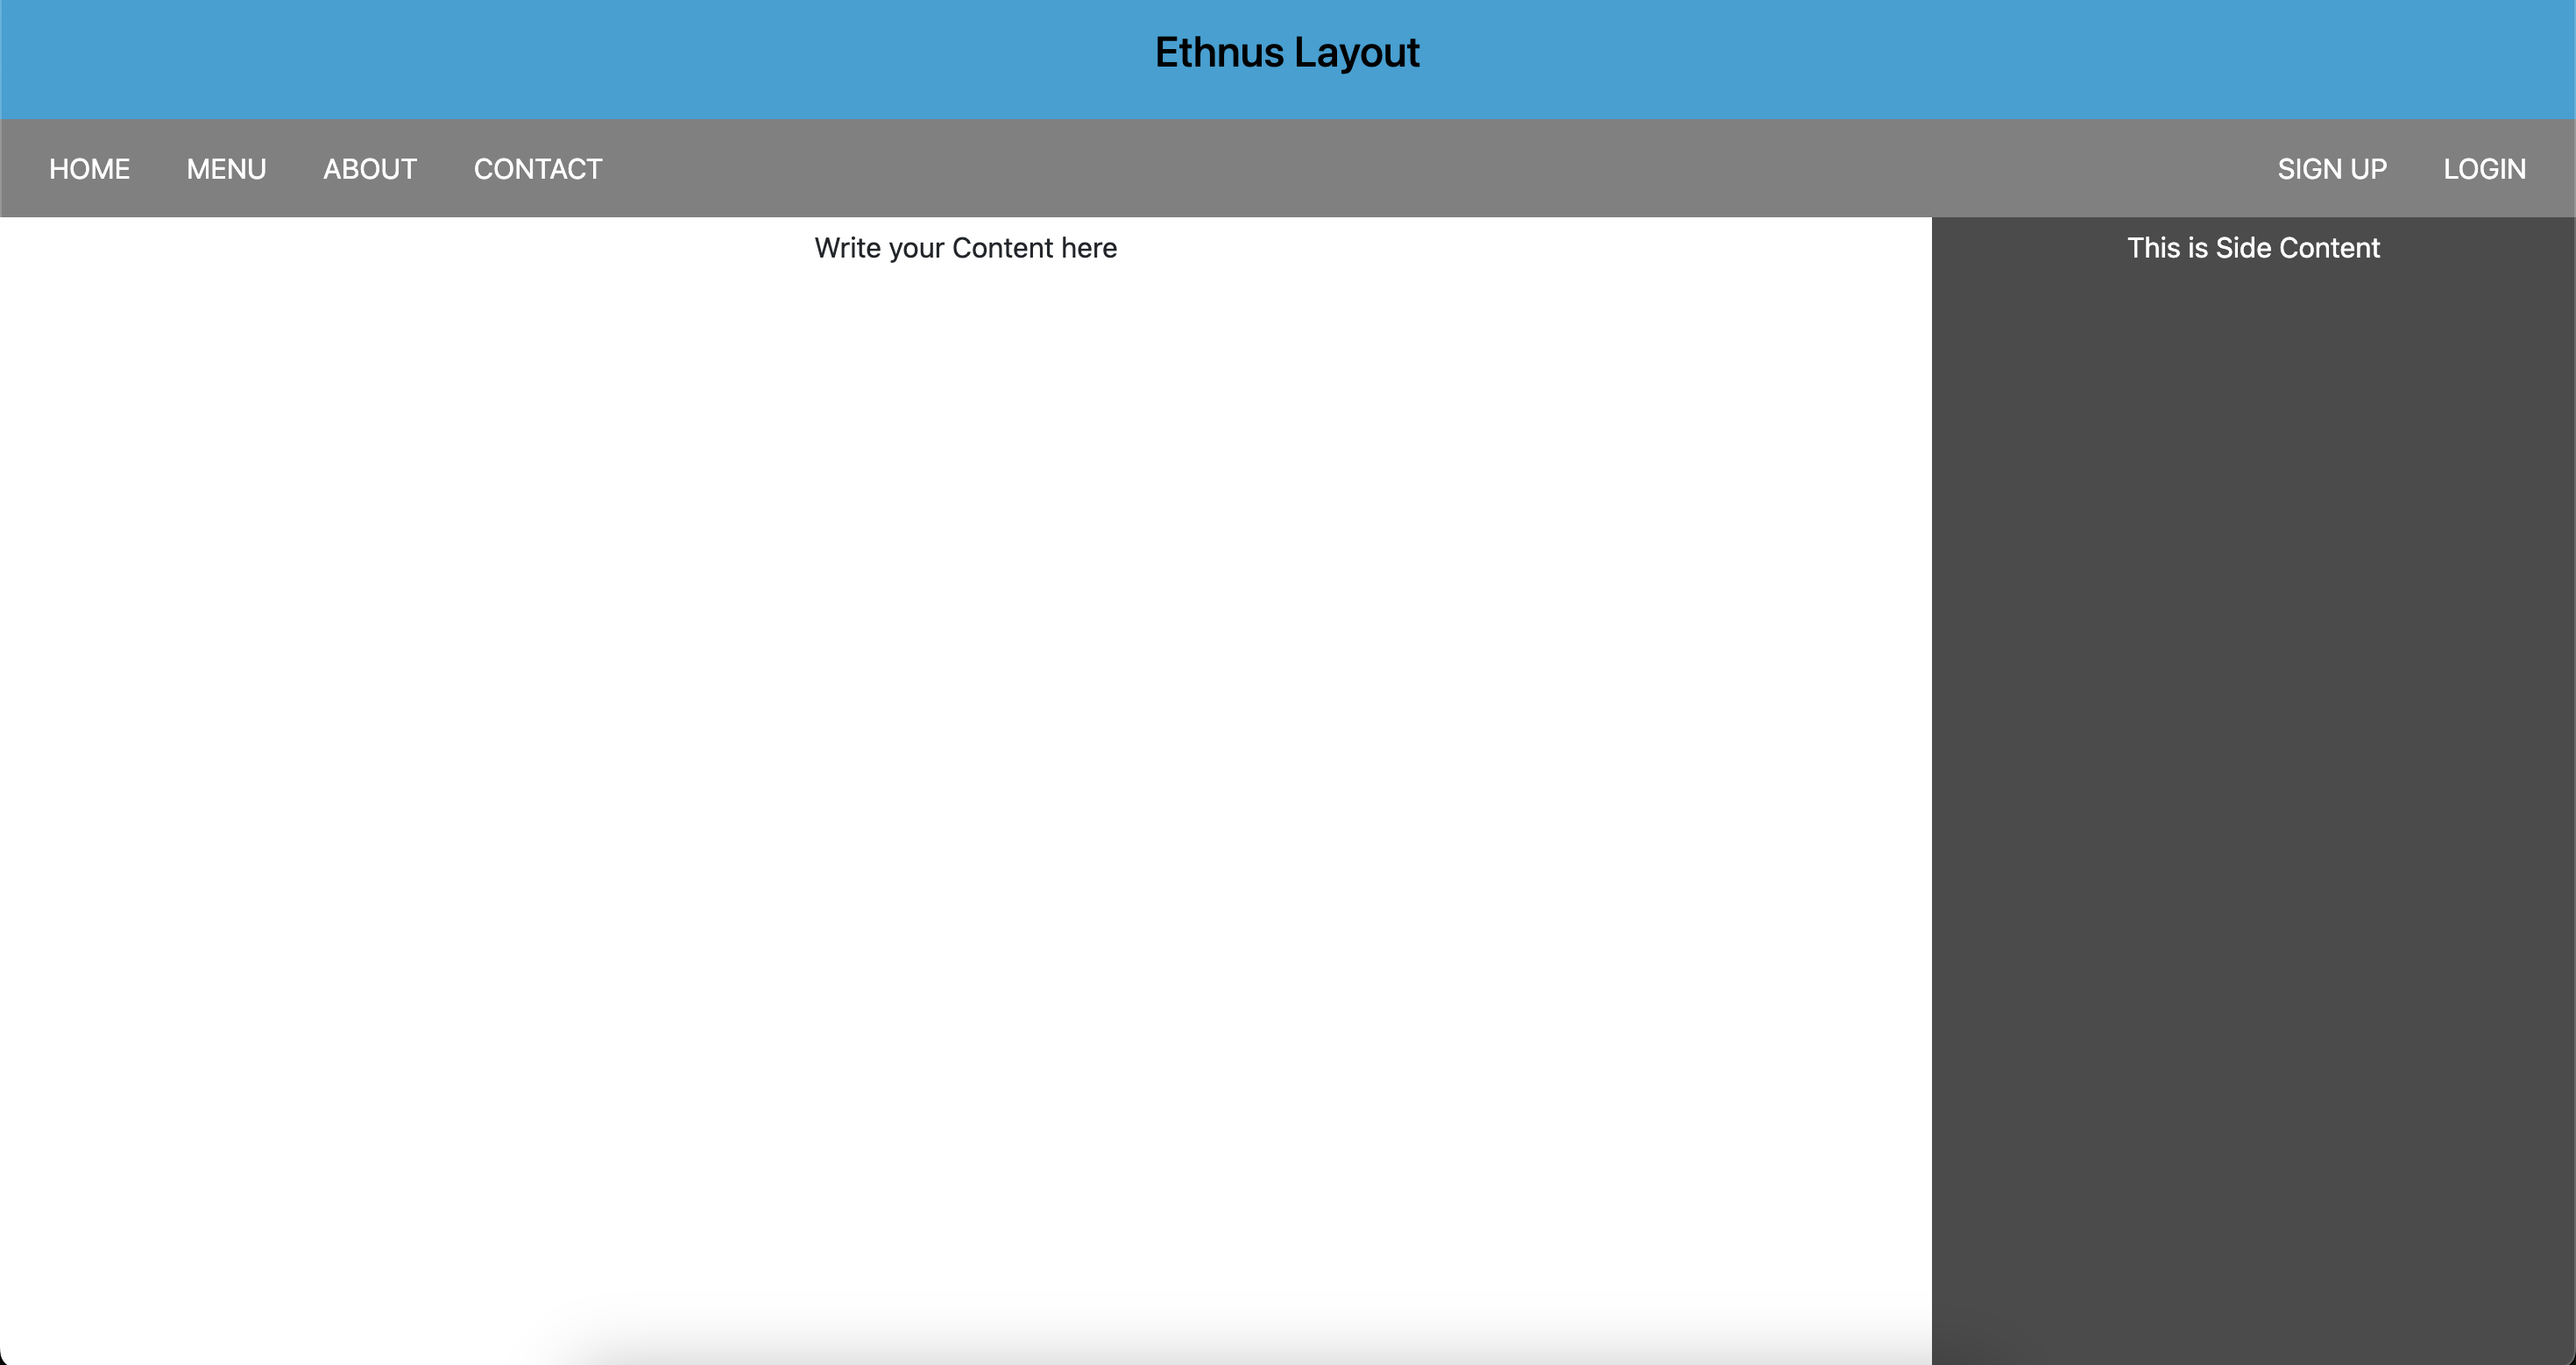 Ethnus Layout
HOME MENU ABOUT CONTACT SIGN UP LOGIN
Write your Content here
This is Side Content